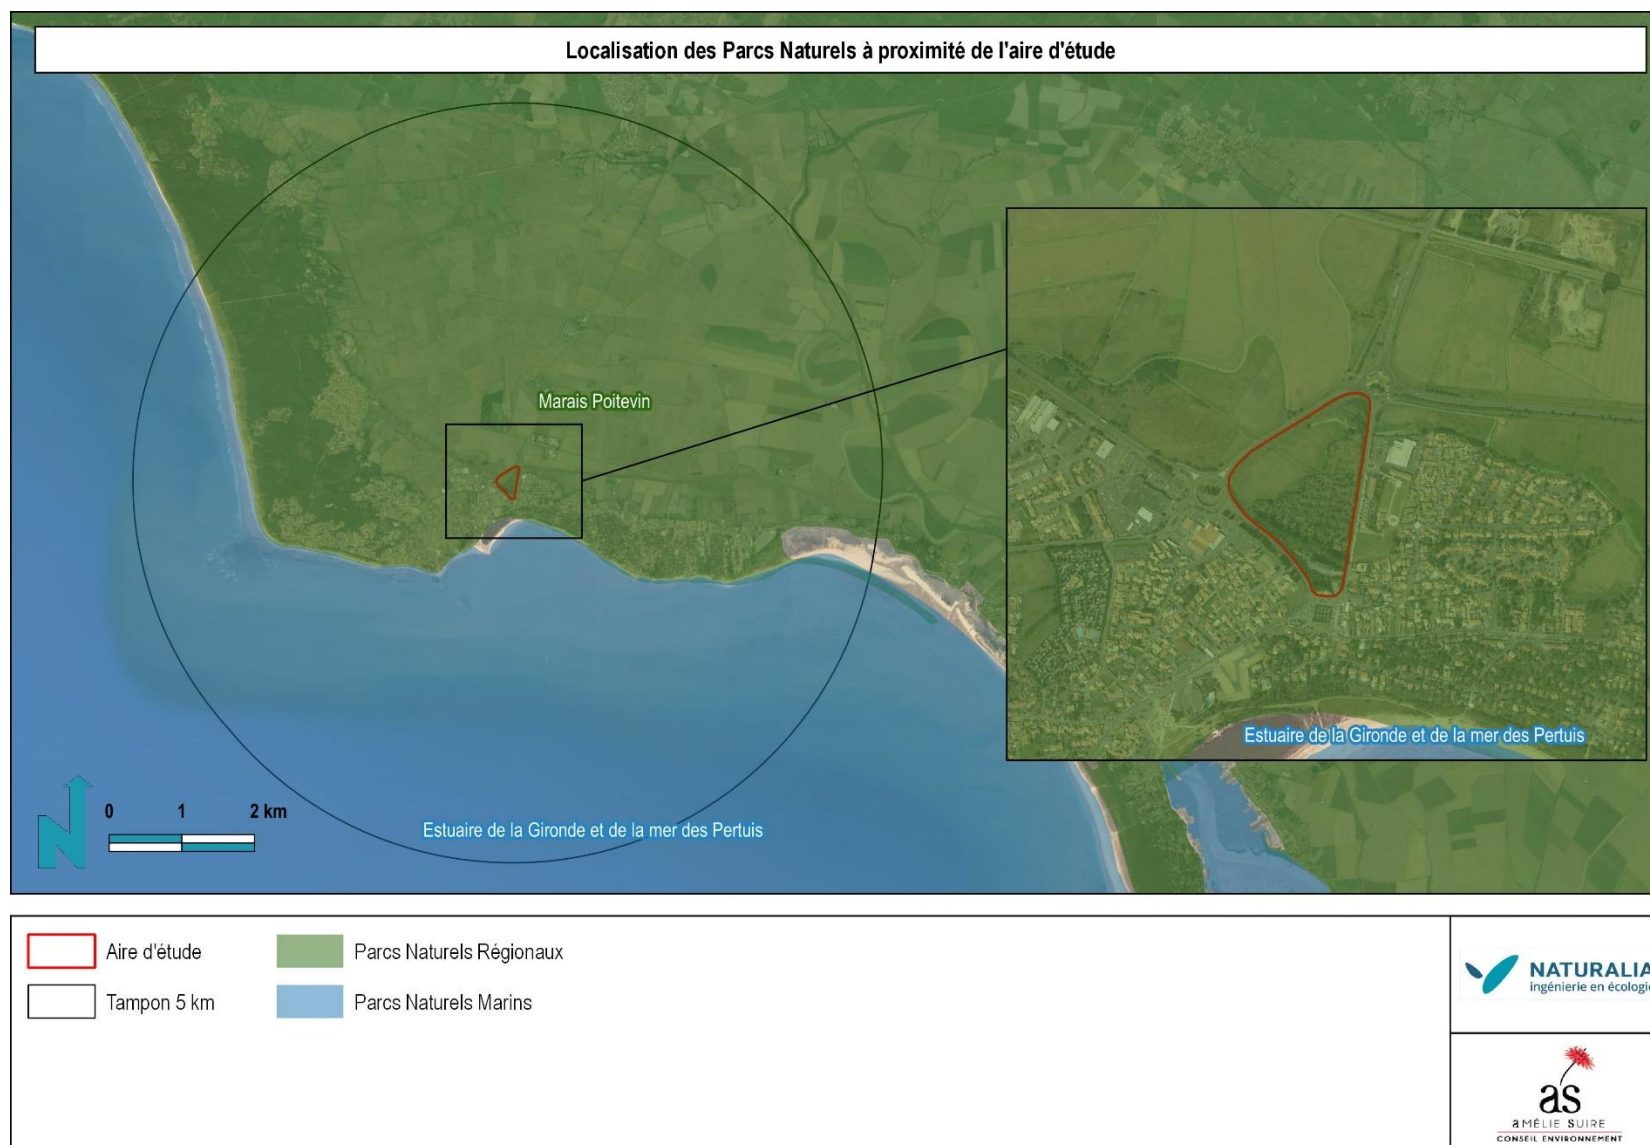 Localisation des Parcs Naturels à proximité de l'aire d'étude
Marais Poitevin
Estuaire de la Gironde et de la mer des Pertuis
0 1 2 km
Estuaire de la Gironde et de la mer des Pertuis
N
Aire d'étude
Parcs Naturels Régionaux
Tampon 5 km
Parcs Naturels Marins
NATURALIA
ingénierie en écologie
as
aMÉLIE SUIRE
CONSEIL ENVIRONNEMENT